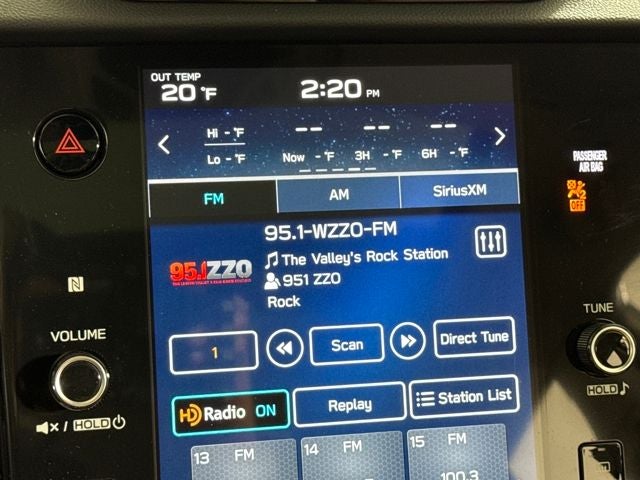 OUT TEMP
20 °F
2:20 PM
Hi - °F
-- -- --
Lo - °F
Now - °F 3H - °F 6H - °F
PASSENGER
AIR BAG
2
OFF
FM AM SiriusXM
95.1-WZZO-FM
The Valley's Rock Station
951 ZZO
Rock
95.1ZZO
N
VOLUME
HOLD
TUNE
HOLD
1 Scan Direct Tune
HD Radio ON Replay Station List
13 FM 14 FM 15 FM
100.3